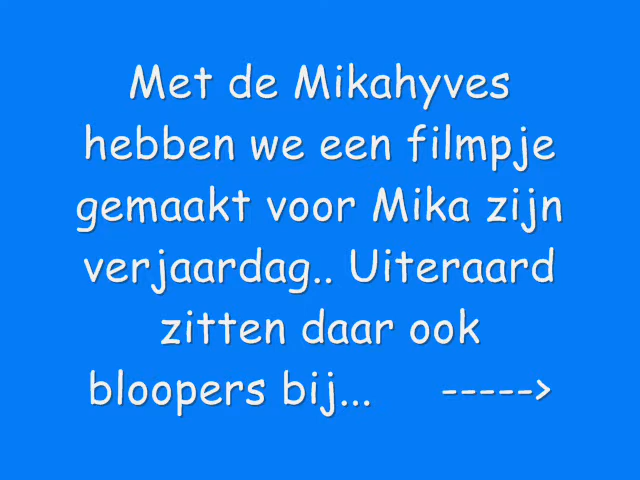 Met de Mikahyves
hebben we een filmpje
gemaakt voor Mika zijn
verjaardag.. Uiteraard
zitten daar ook
bloopers bij... ----->